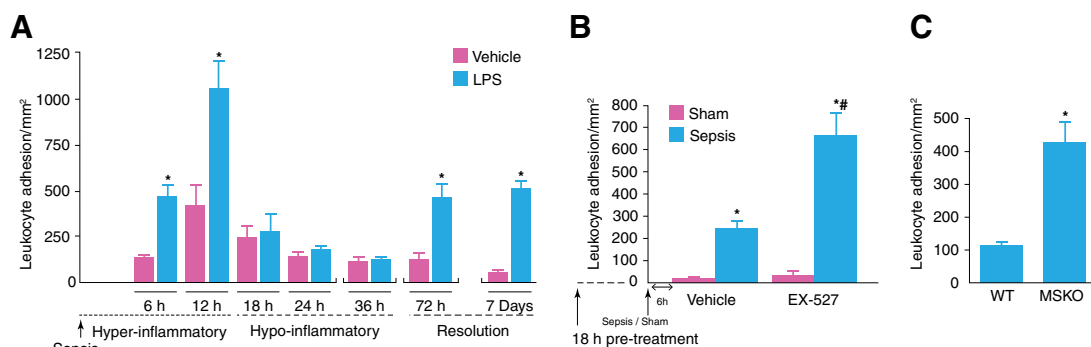 A
Leukocyte adhesion/mm²
1250
1000
750
500
250
0
Vehicle
LPS
*
*
*
*
6 h
12 h
18 h
24 h
36 h
72 h
7 Days
Hyper-inflammatory
Hypo-inflammatory
Resolution
B
Leukocyte adhesion/mm²
800
700
600
500
400
300
200
100
0
Sham
Sepsis
*
*#
6h
Vehicle
EX-527
Sepsis / Sham
18 h pre-treatment
C
Leukocyte adhesion/mm²
500
400
300
200
100
0
*
WT
MSKO